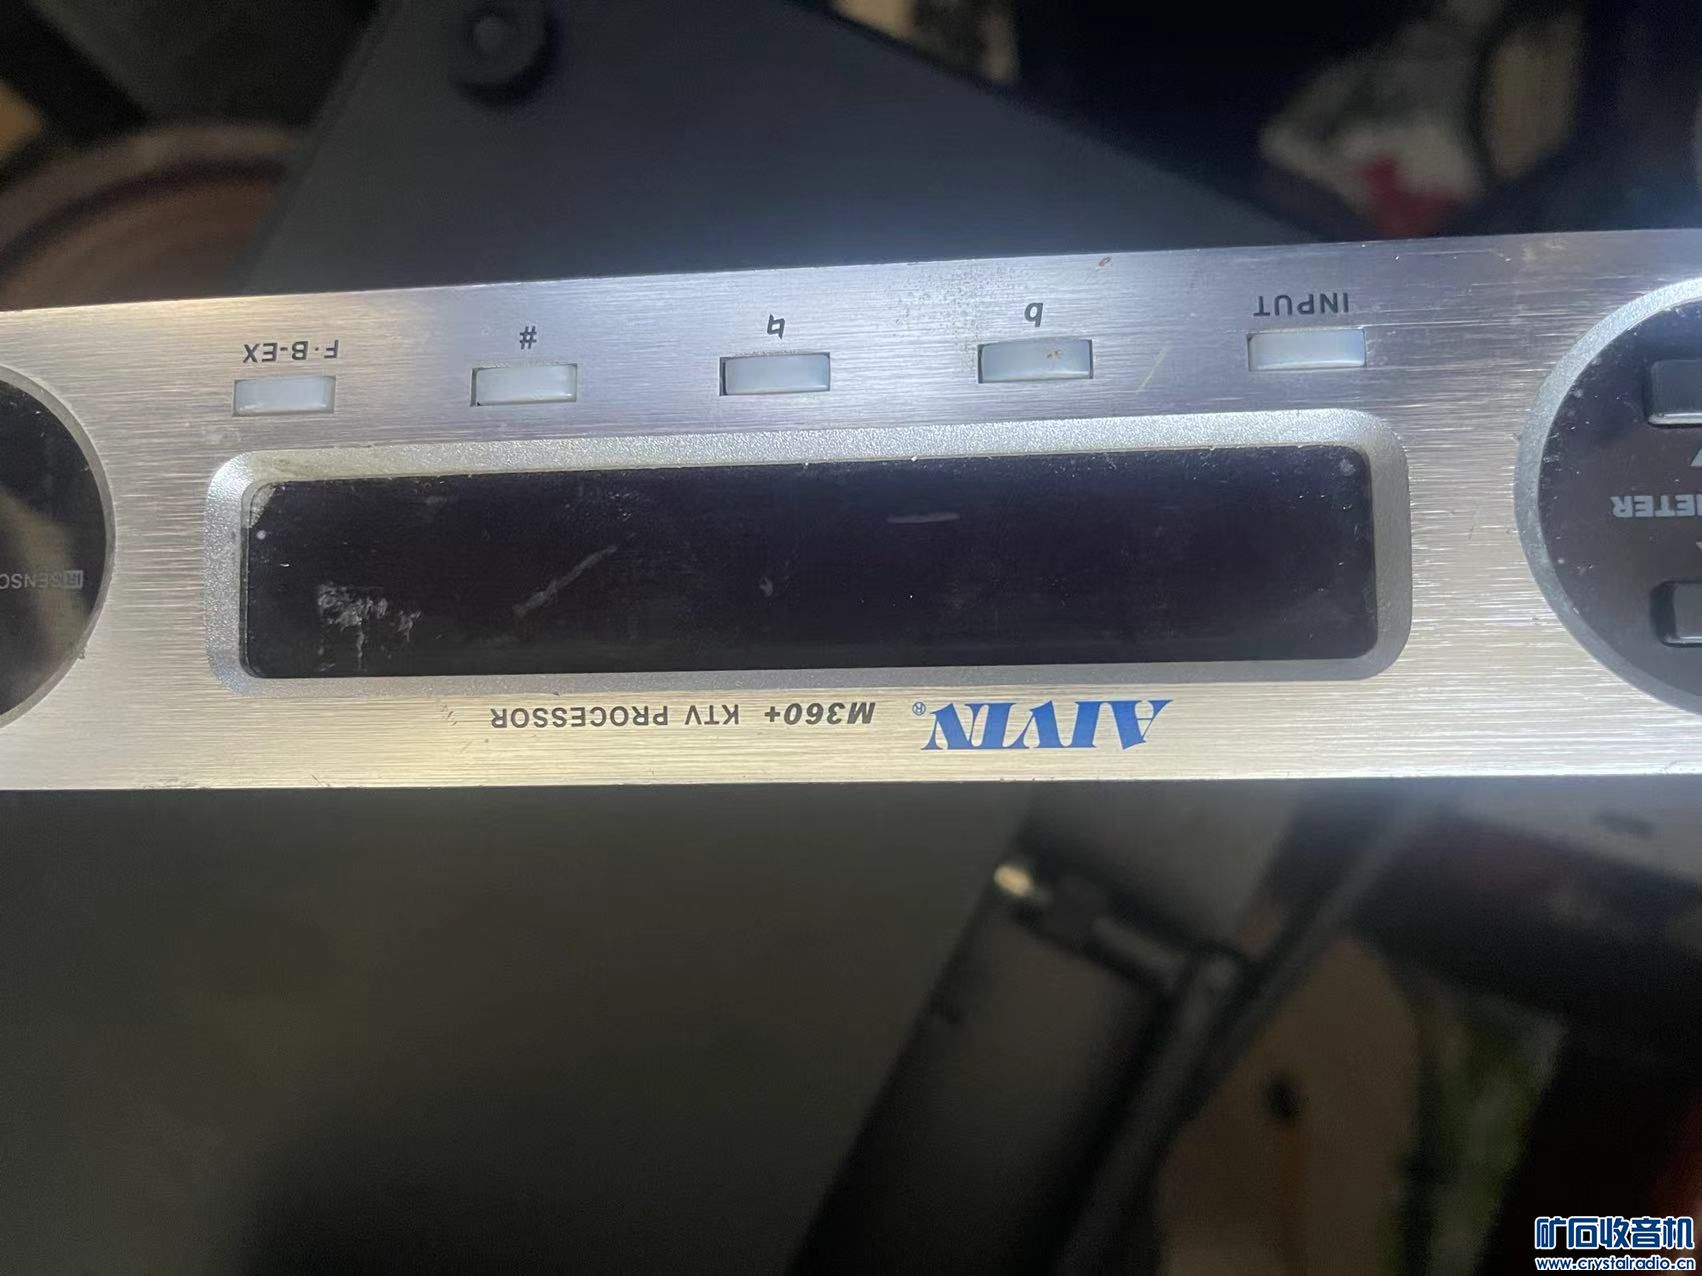 AIVIN® M360+ KTV PROCESSOR
INPUT b ♮ # F·B-EX
矿石收音机
www.crystalradio.cn